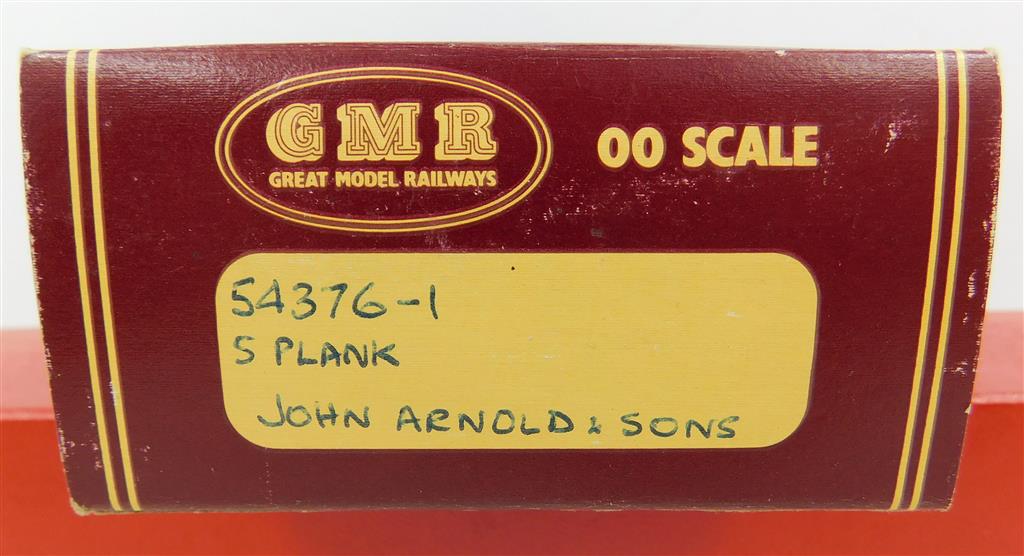 GMR
GREAT MODEL RAILWAYS
00 SCALE
54376-1
5 PLANK
JOHN ARNOLD & SONS